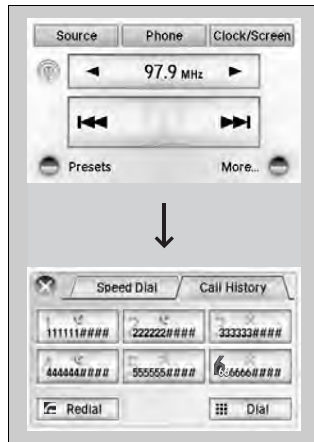 Source Phone Clock/Screen
97.9 MHz
Presets More...
Speed Dial Call History
111111#### 222222#### 333333####
444444#### 555555####
Redial Dial